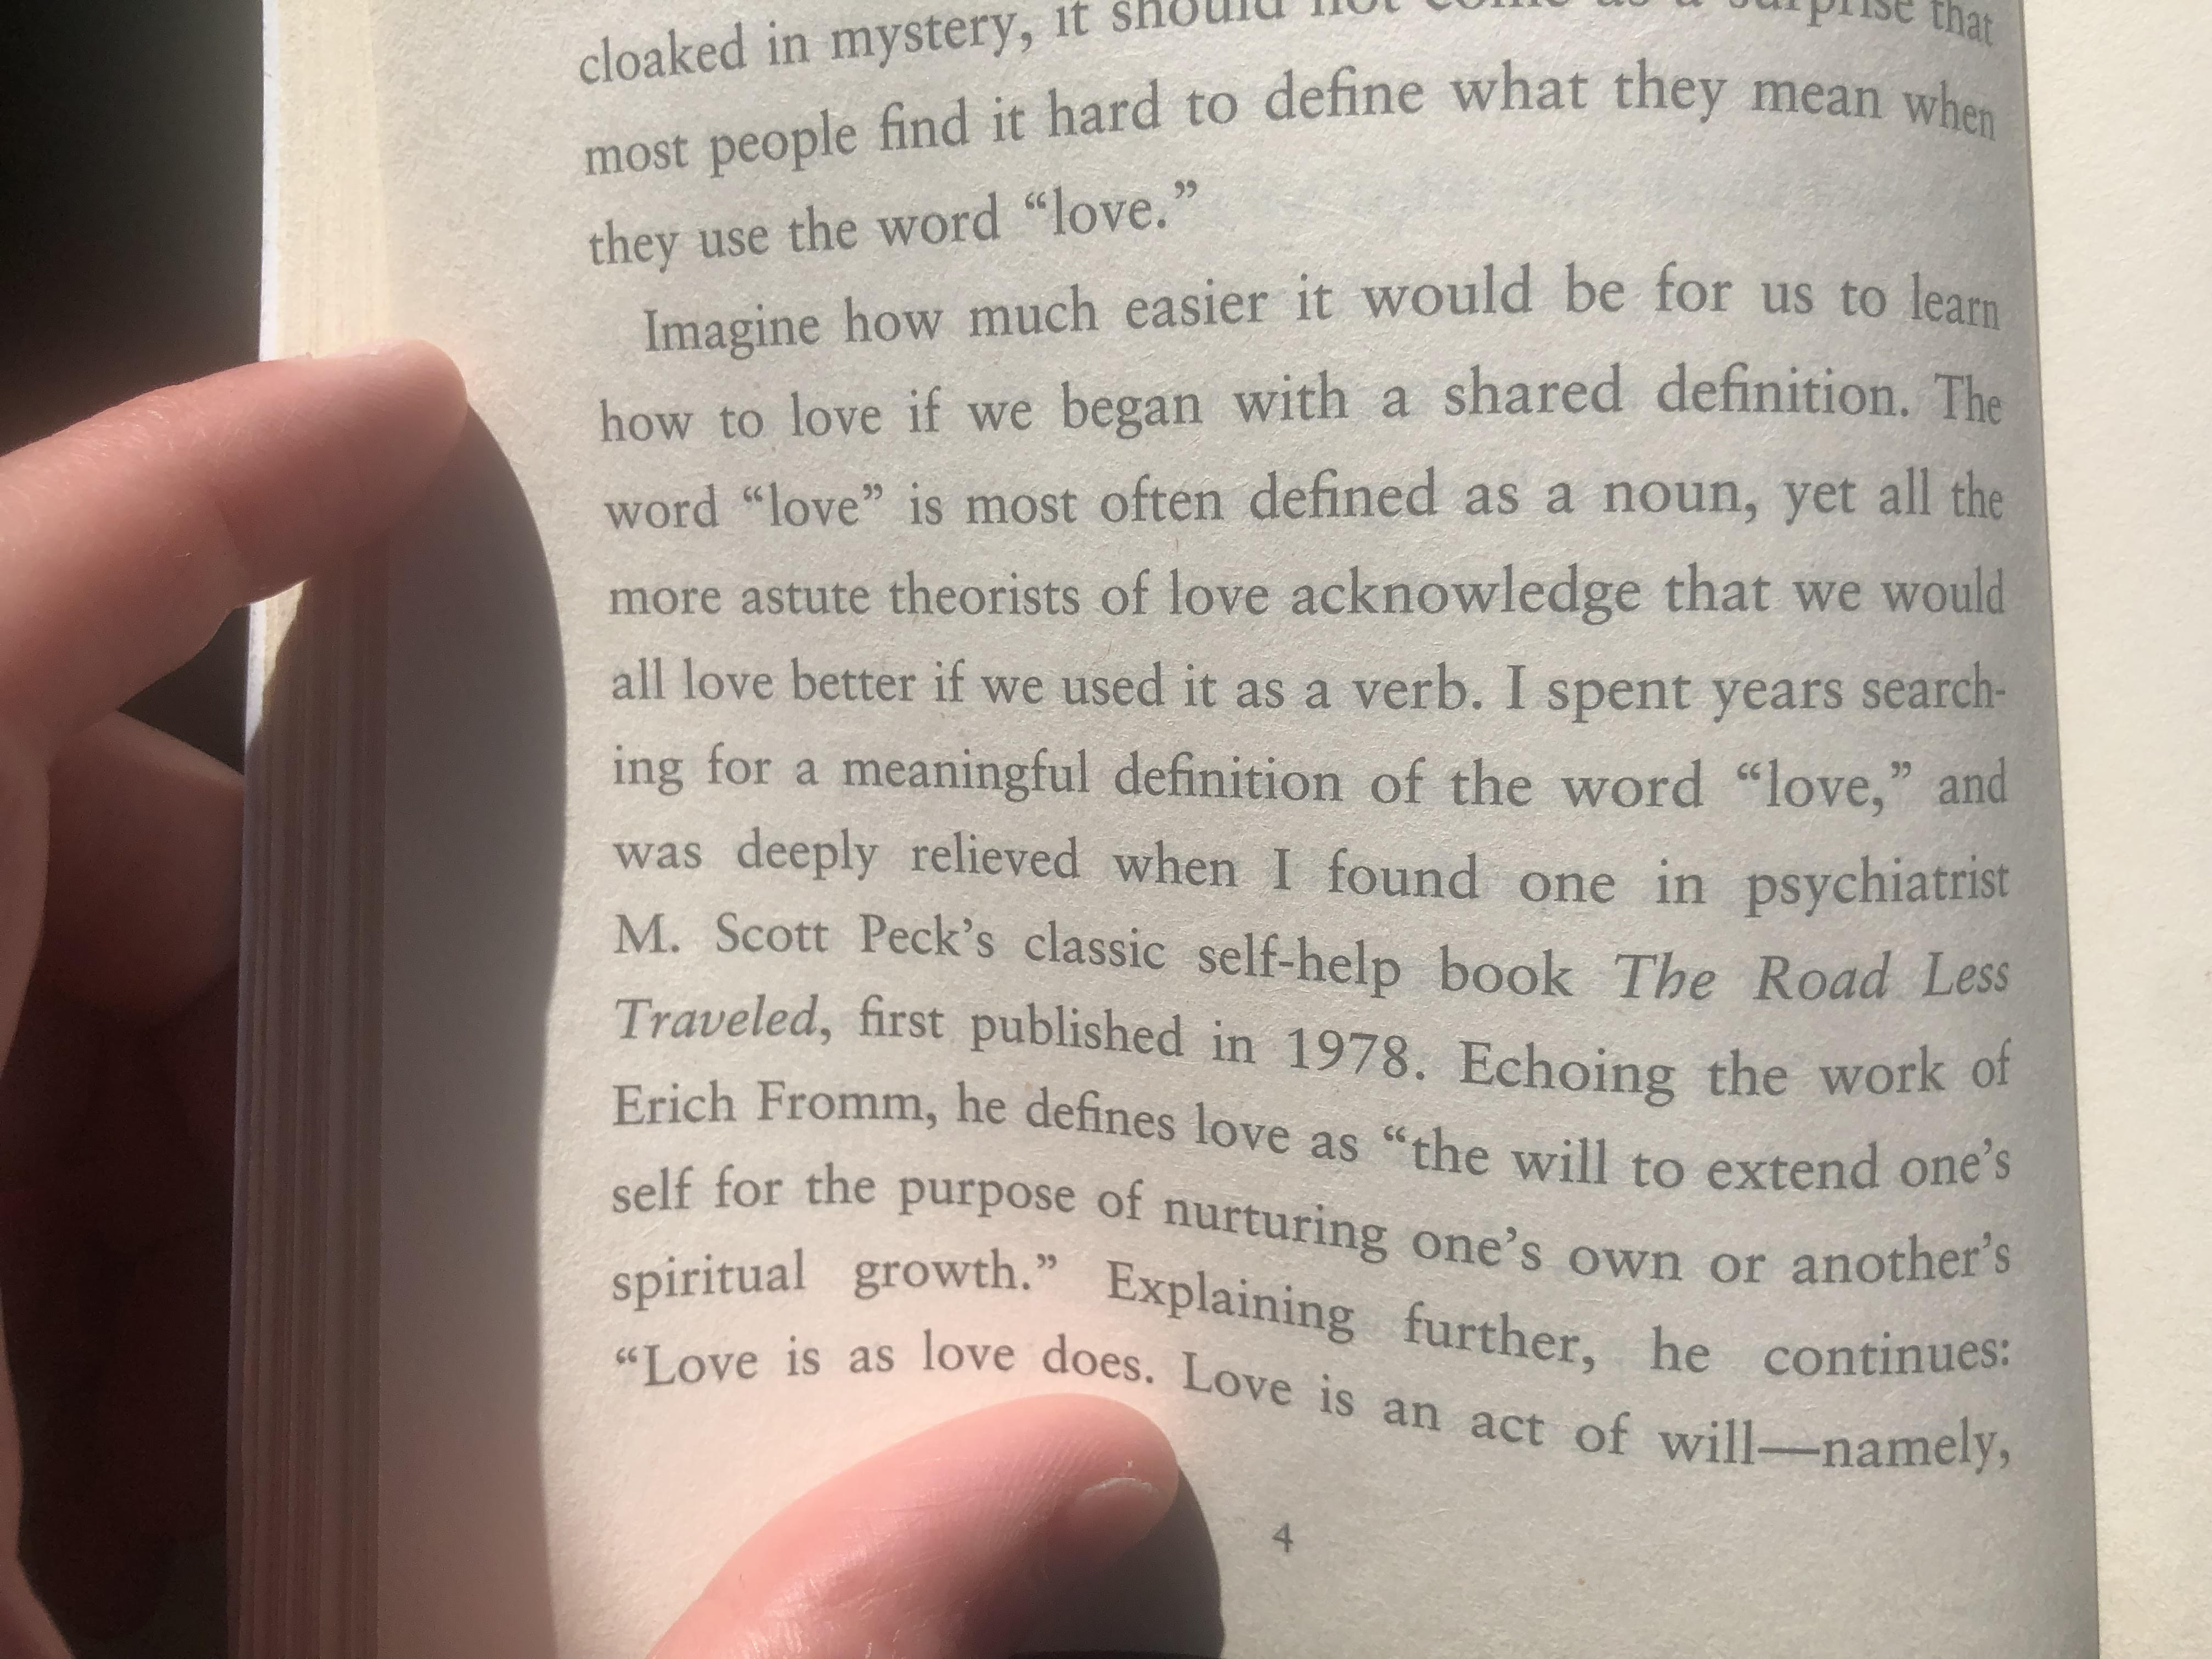 cloaked in mystery, it should not come as a surprise that
most people find it hard to define what they mean when
they use the word “love.”
Imagine how much easier it would be for us to learn
how to love if we began with a shared definition. The
word “love” is most often defined as a noun, yet all the
more astute theorists of love acknowledge that we would
all love better if we used it as a verb. I spent years search-
ing for a meaningful definition of the word “love,” and
was deeply relieved when I found one in psychiatrist
M. Scott Peck’s classic self-help book The Road Less
Traveled, first published in 1978. Echoing the work of
Erich Fromm, he defines love as “the will to extend one’s
self for the purpose of nurturing one’s own or another’s
spiritual growth.” Explaining further, he continues:
“Love is as love does. Love is an act of will—namely,
4